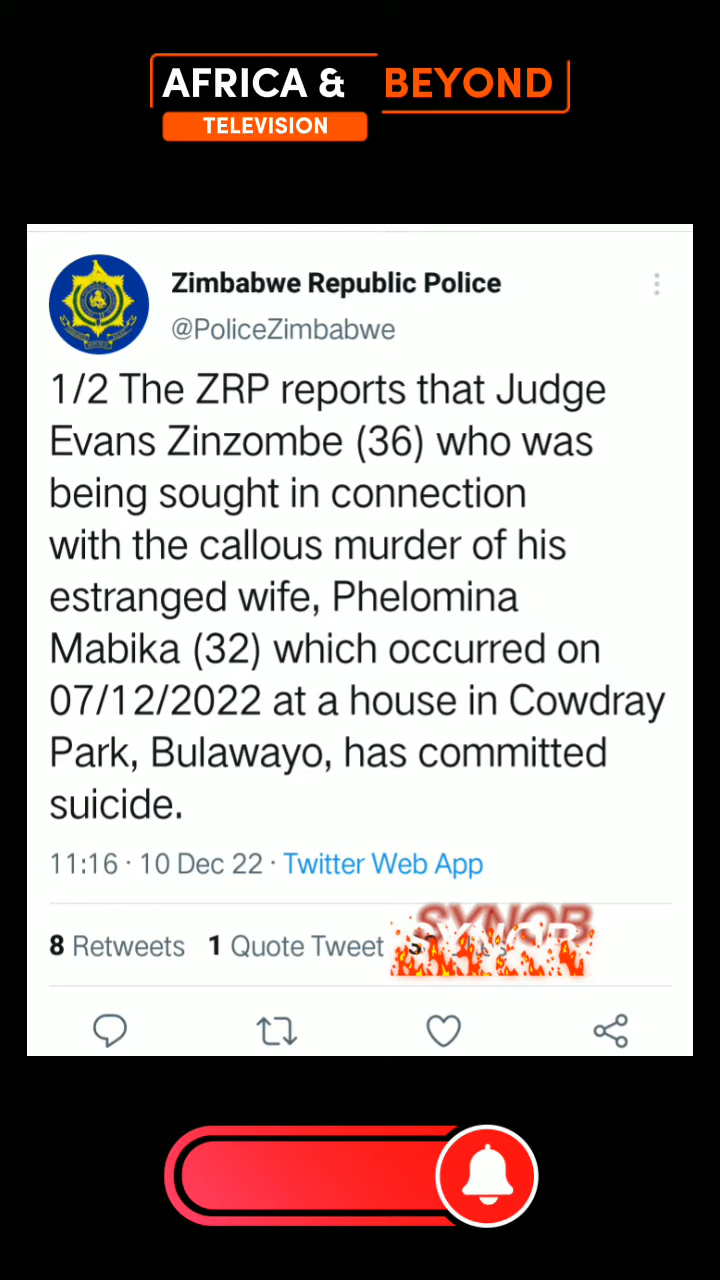 AFRICA & BEYOND
TELEVISION
Zimbabwe Republic Police
@PoliceZimbabwe
1/2 The ZRP reports that Judge
Evans Zinzombe (36) who was
being sought in connection
with the callous murder of his
estranged wife, Phelomina
Mabika (32) which occurred on
07/12/2022 at a house in Cowdray
Park, Bulawayo, has committed
suicide.
11:16 · 10 Dec 22 · Twitter Web App
8 Retweets 1 Quote Tweet
SYNOB